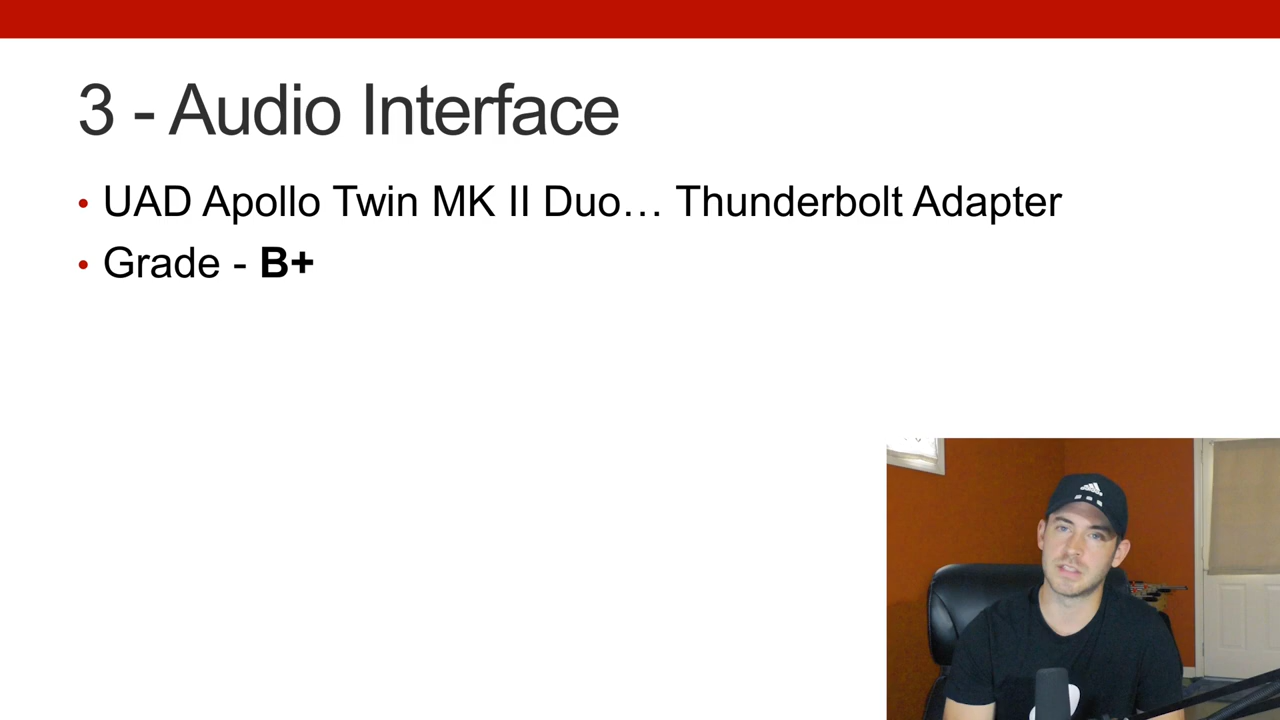 3 - Audio Interface
• UAD Apollo Twin MK II Duo… Thunderbolt Adapter
• Grade - B+